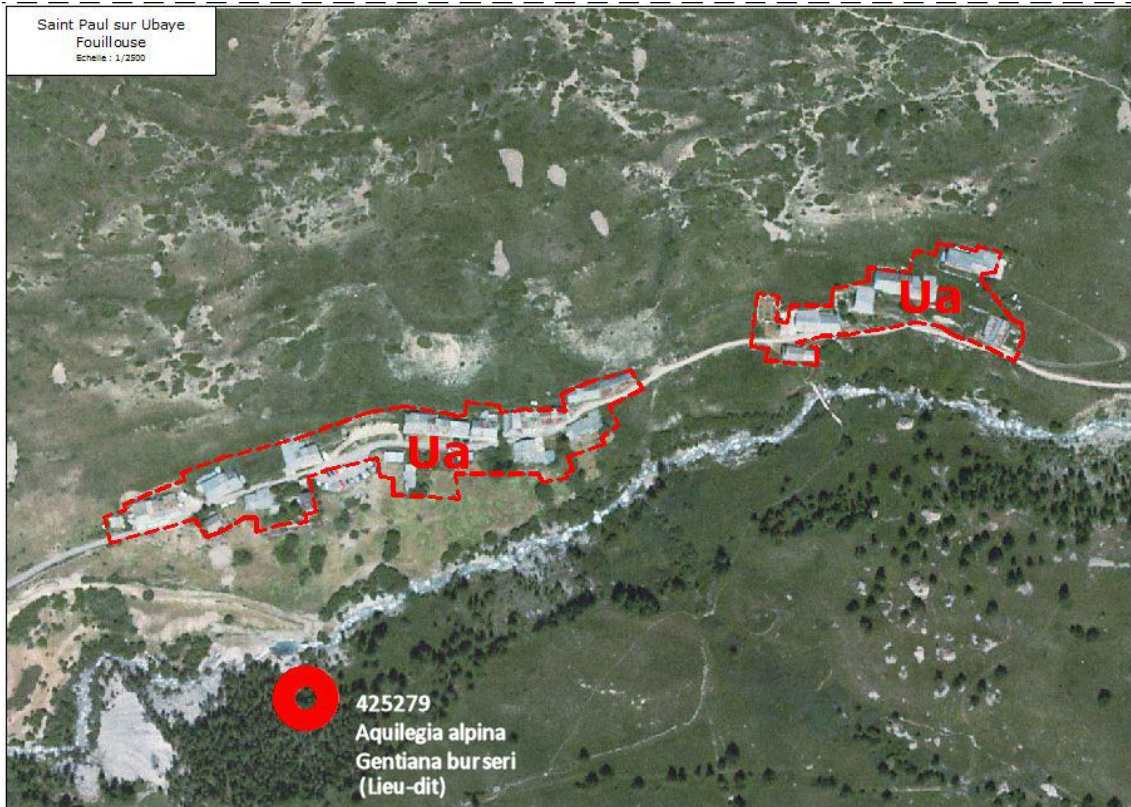 Saint Paul sur Ubaye
Fouillouse
Echelle : 1/2500
Ua
Ua
425279
Aquilegia alpina
Gentiana burseri
(Lieu-dit)